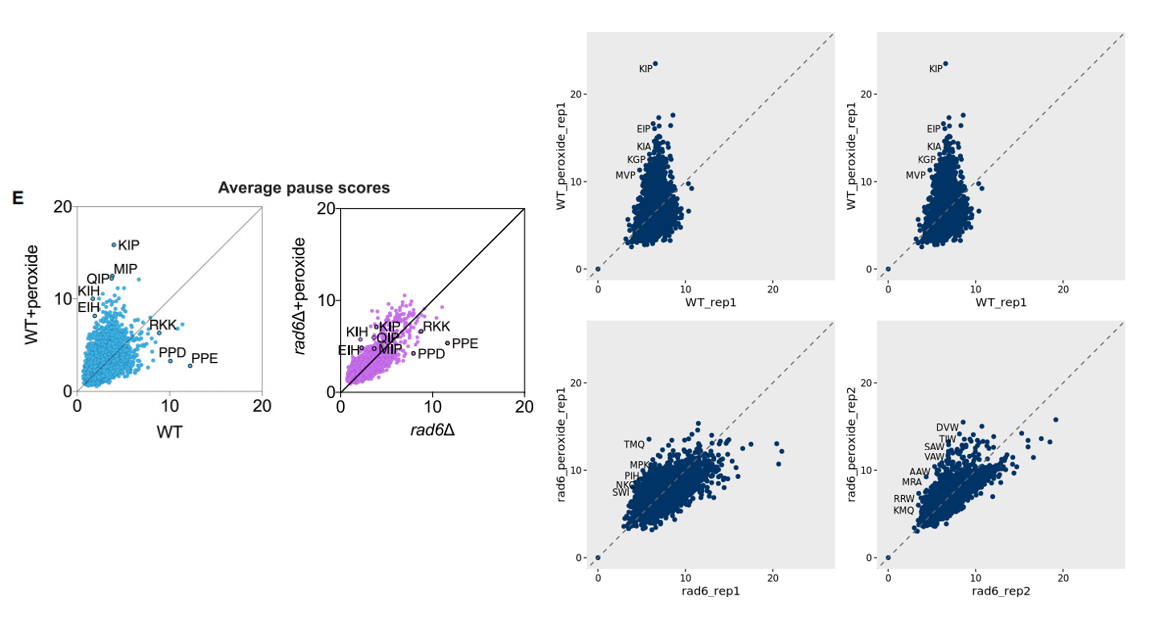 E
Average pause scores
WT+peroxide
20
10
0
KIP
MIP
QIP
KIH
EIH
RKK
PPD
PPE
0
10
20
WT
rad6Δ+peroxide
20
10
0
KIH
KIP
QIP
EIH
MIP
RKK
PPE
PPD
0
10
20
rad6Δ
WT_peroxide_rep1
20
10
0
KIP
EIP
KIA
KGP
MVP
0
10
20
WT_rep1
WT_peroxide_rep1
20
10
0
KIP
EIP
KIA
KGP
MVP
0
10
20
WT_rep1
rad6_peroxide_rep1
20
10
0
TMQ
MPK
PIH
NKC
SWI
0
10
20
rad6_rep1
rad6_peroxide_rep2
20
10
0
DVW
TIW
SAW
VAW
AAW
MRA
RRW
KMQ
0
10
20
rad6_rep2